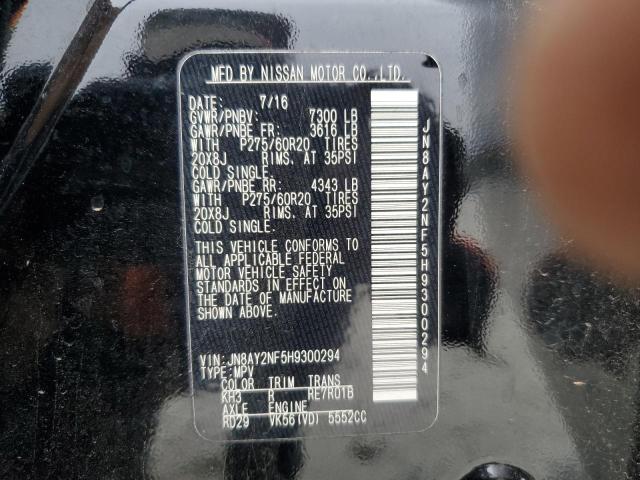 MFD BY NISSAN MOTOR CO.,LTD.
DATE: 7/16
GVWR/PNBV: 7300 LB
GAWR/PNBE FR: 3616 LB
WITH P275/60R20 TIRES
20X8J RIMS. AT 35PSI
COLD SINGLE.
GAWR/PNBE RR: 4343 LB
WITH P275/60R20 TIRES
20X8J RIMS. AT 35PSI
COLD SINGLE.
THIS VEHICLE CONFORMS TO
ALL APPLICABLE FEDERAL
MOTOR VEHICLE SAFETY
STANDARDS IN EFFECT ON
THE DATE OF MANUFACTURE
SHOWN ABOVE.
VIN:JN8AY2NF5H9300294
TYPE:MPV
COLOR TRIM TRANS
KH3 R RE7R01B
AXLE ENGINE
RD29 VK56(VD) 5552CC
JN8AY2NF5H9300294